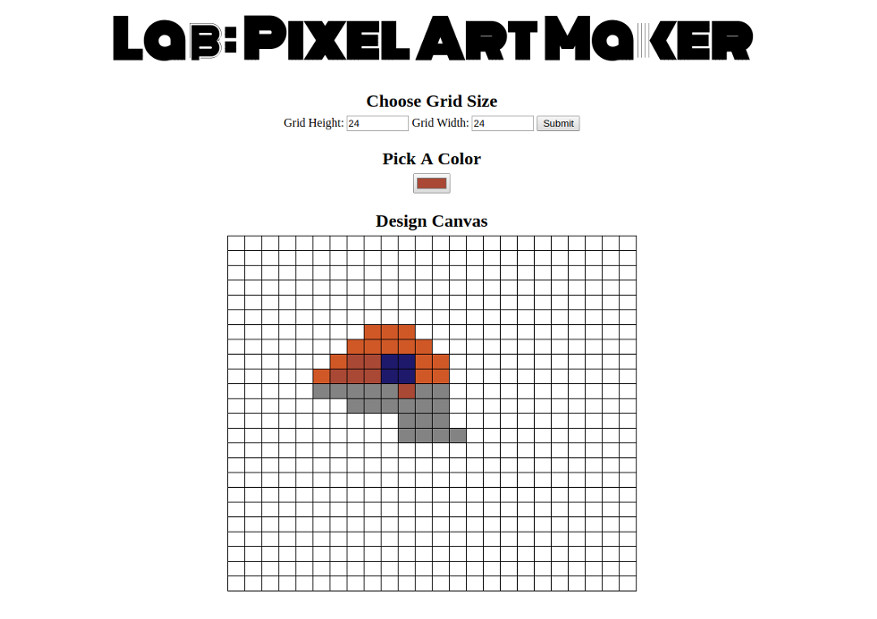 Lab: Pixel Art Maker
Choose Grid Size
Grid Height: 24 Grid Width: 24 Submit
Pick A Color
Design Canvas